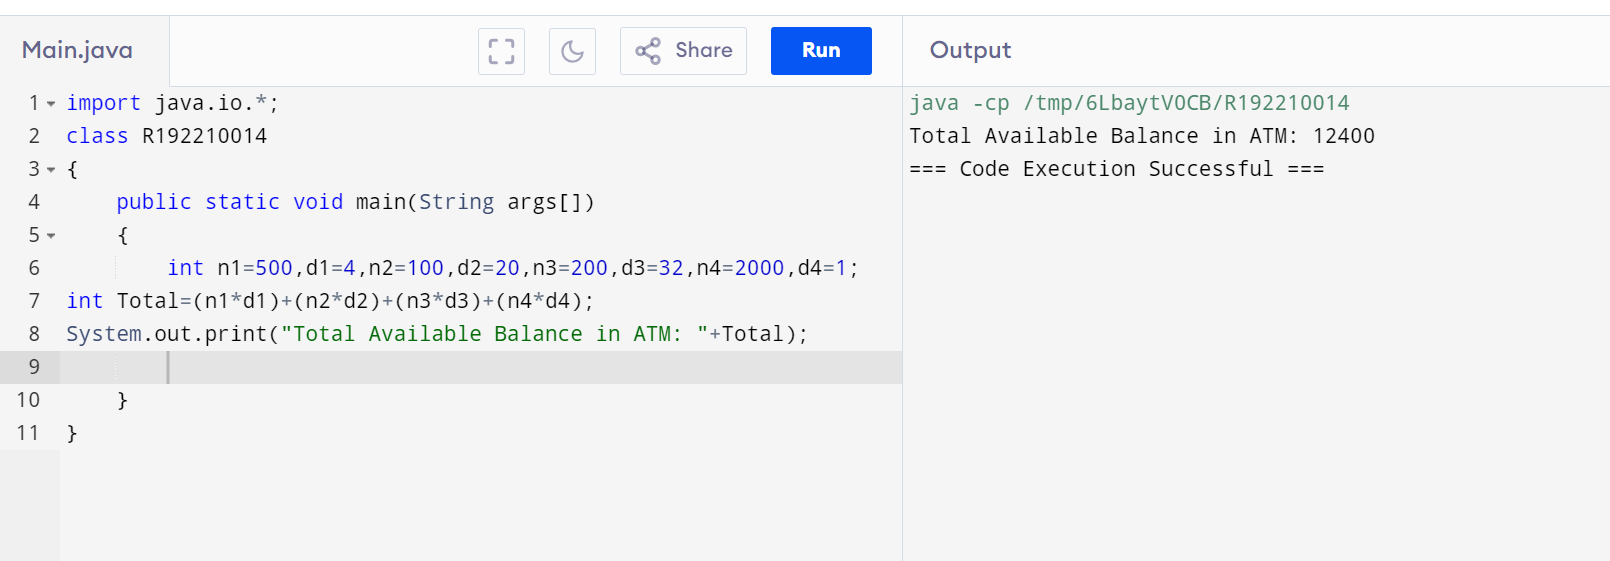 Main.java
Share
Run
Output
1 import java.io.*;
2 class R192210014
3 {
4 public static void main(String args[])
5 {
6 int n1=500,d1=4,n2=100,d2=20,n3=200,d3=32,n4=2000,d4=1;
7 int Total=(n1*d1)+(n2*d2)+(n3*d3)+(n4*d4);
8 System.out.print("Total Available Balance in ATM: "+Total);
9
10 }
11 }
java -cp /tmp/6LbaytVOCB/R192210014
Total Available Balance in ATM: 12400
=== Code Execution Successful ===